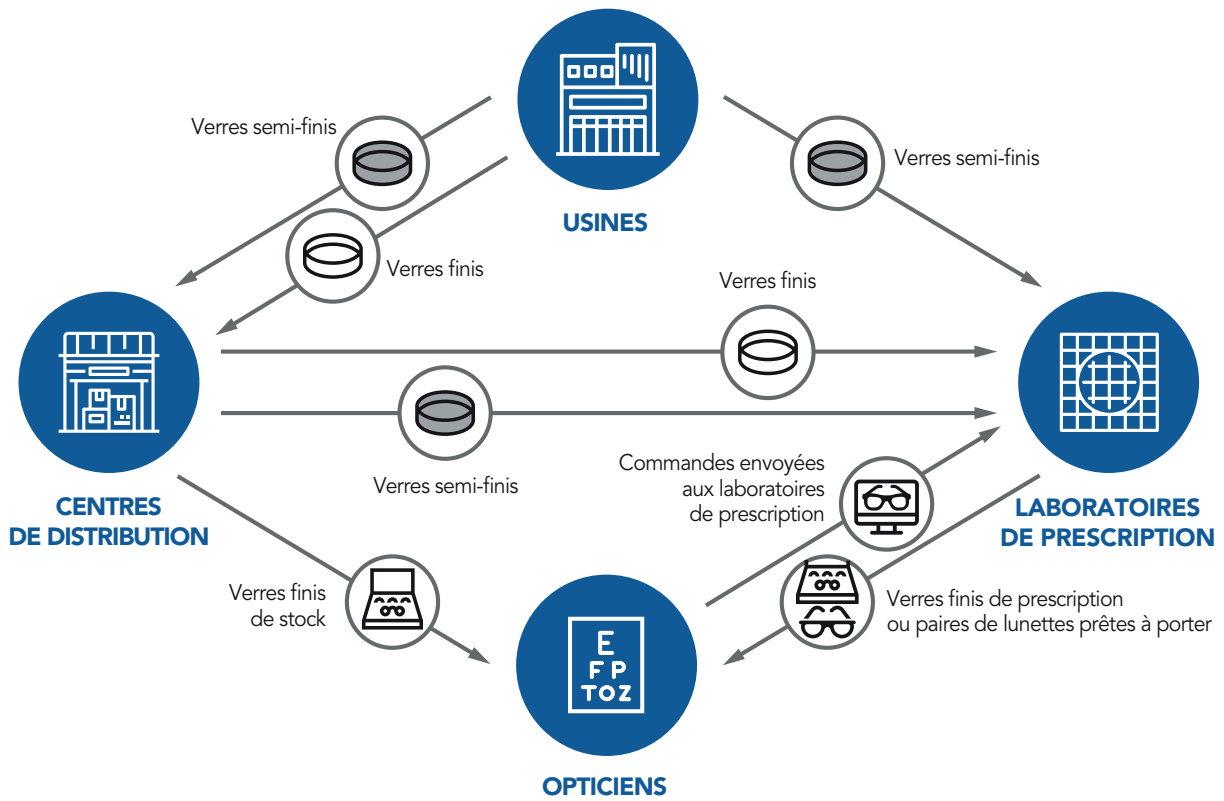 Verres semi-finis
Verres semi-finis
USINES
Verres finis
Verres finis
Verres semi-finis
CENTRES
DE DISTRIBUTION
Commandes envoyées
aux laboratoires
de prescription
LABORATOIRES
DE PRESCRIPTION
Verres finis
de stock
Verres finis de prescription
ou paires de lunettes prêtes à porter
E
F P
TOZ
OPTICIENS